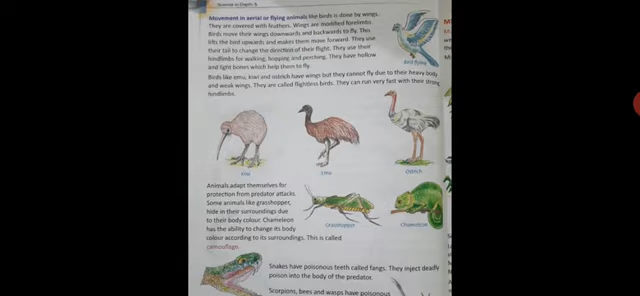 Science to Depth-5
Movement in aerial or flying animals like birds is done by wings.
They are covered with feathers. Wings are modified forelimbs.
Birds move their wings downwards and backwards to fly. This
lifts the bird upwards and makes them move forward. They use
their tail to change the direction of their flight. They use their
hindlimbs for walking, hopping and perching. They have hollow
and light bones which help them to fly.
Bird flying
Birds like emu, kiwi and ostrich have wings but they cannot fly due to their heavy body
and weak wings. They are called flightless birds. They can run very fast with their strong
hindlimbs.
Kiwi
Emu
Ostrich
Animals adapt themselves for
protection from predator attacks.
Some animals like grasshopper,
hide in their surroundings due
to their body colour. Chameleon
has the ability to change its body
colour according to its surroundings. This is called
camouflage.
Grasshopper
Chameleon
Snakes have poisonous teeth called fangs. They inject deadly
poison into the body of the predator.
Scorpions, bees and wasps have poisonous